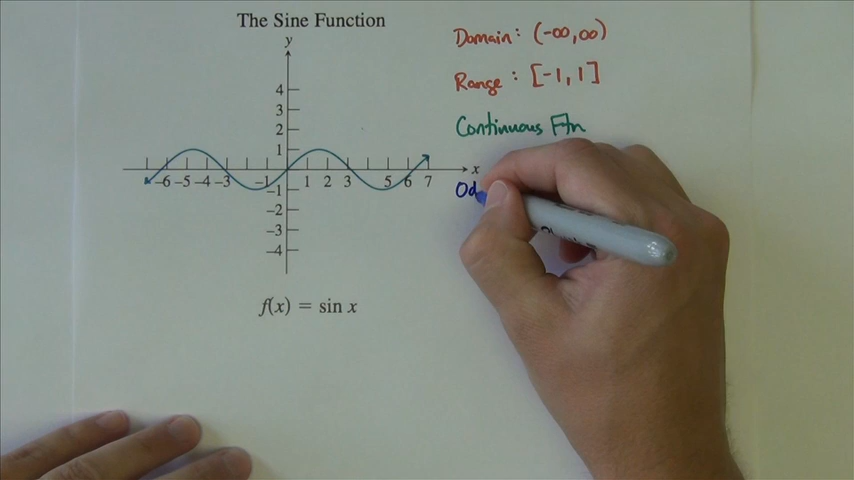 The Sine Function
Domain: (-∞,∞)
y
Range: [-1,1]
4
3
2
Continuous Ftn
1
x
−6 −5 −4 −3 −1 1 2 3 5 6 7
−1
Od
−2
−3
−4
f(x) = sin x